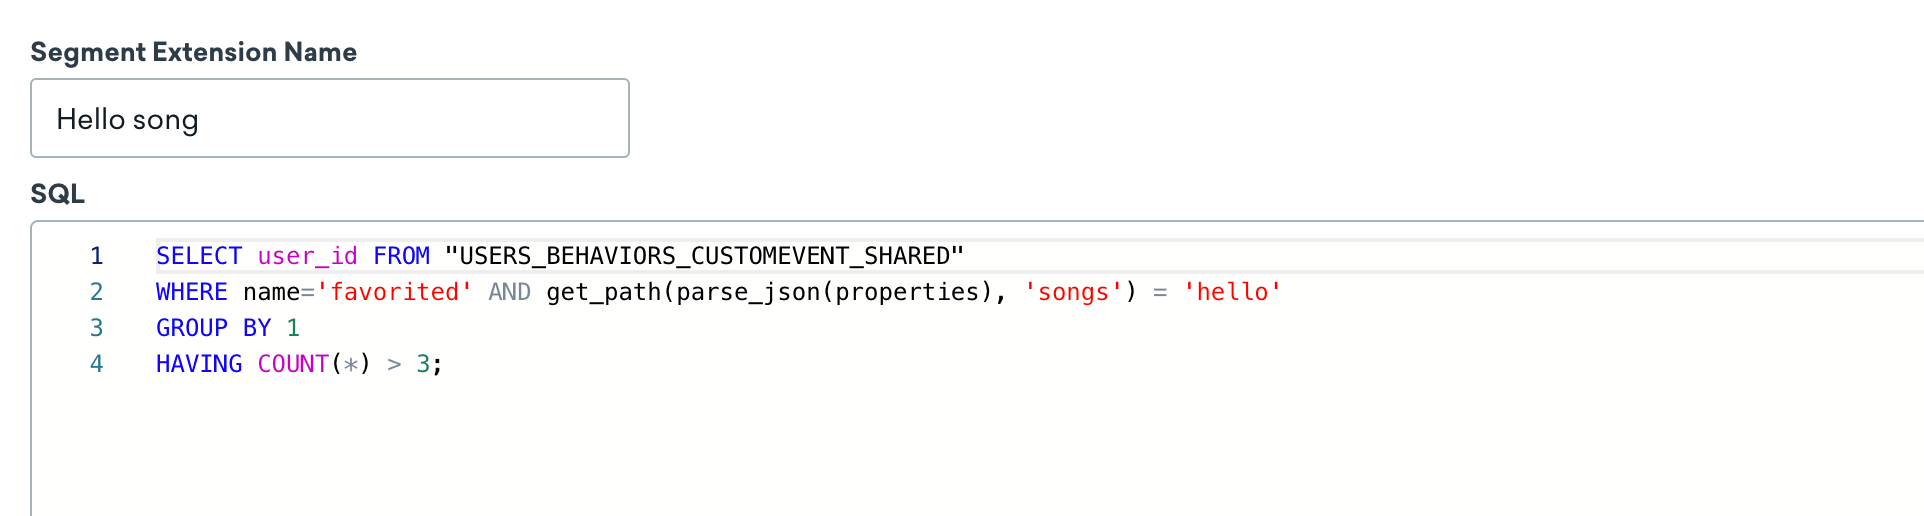 Segment Extension Name
Hello song
SQL
1 SELECT user_id FROM "USERS_BEHAVIORS_CUSTOMEVENT_SHARED"
2 WHERE name='favorited' AND get_path(parse_json(properties), 'songs') = 'hello'
3 GROUP BY 1
4 HAVING COUNT(*) > 3;